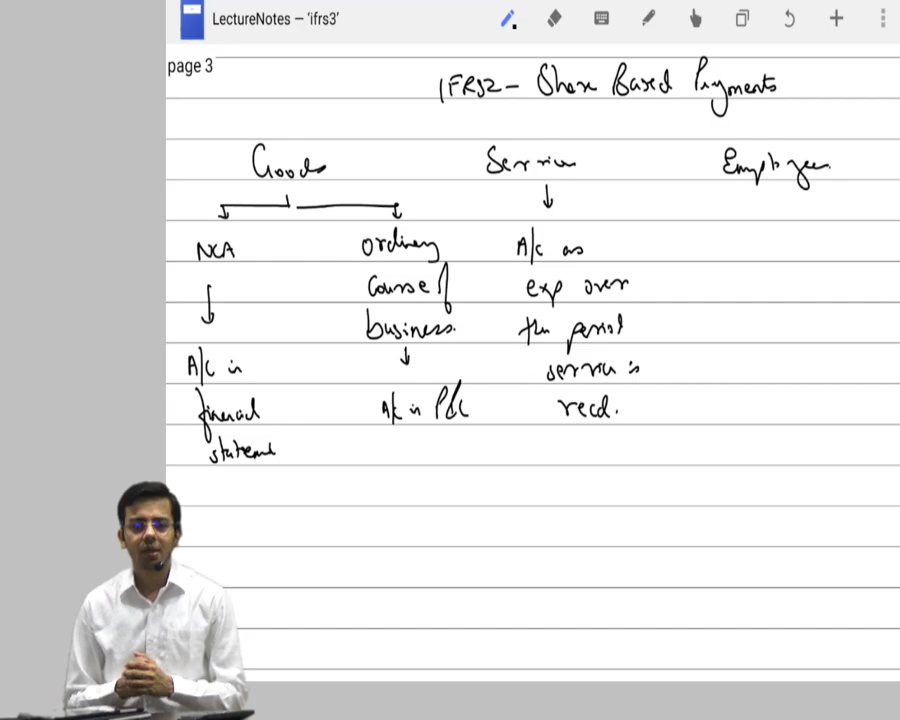 LectureNotes – 'ifrs3'
page 3
IFRS2 – Share Based Payments
Goods
Services
Employees
NCA
Ordinary
Course of
business.
A/c as
exp over
the period
service is
recd.
A/c in
financial
statement
A/c in P&L